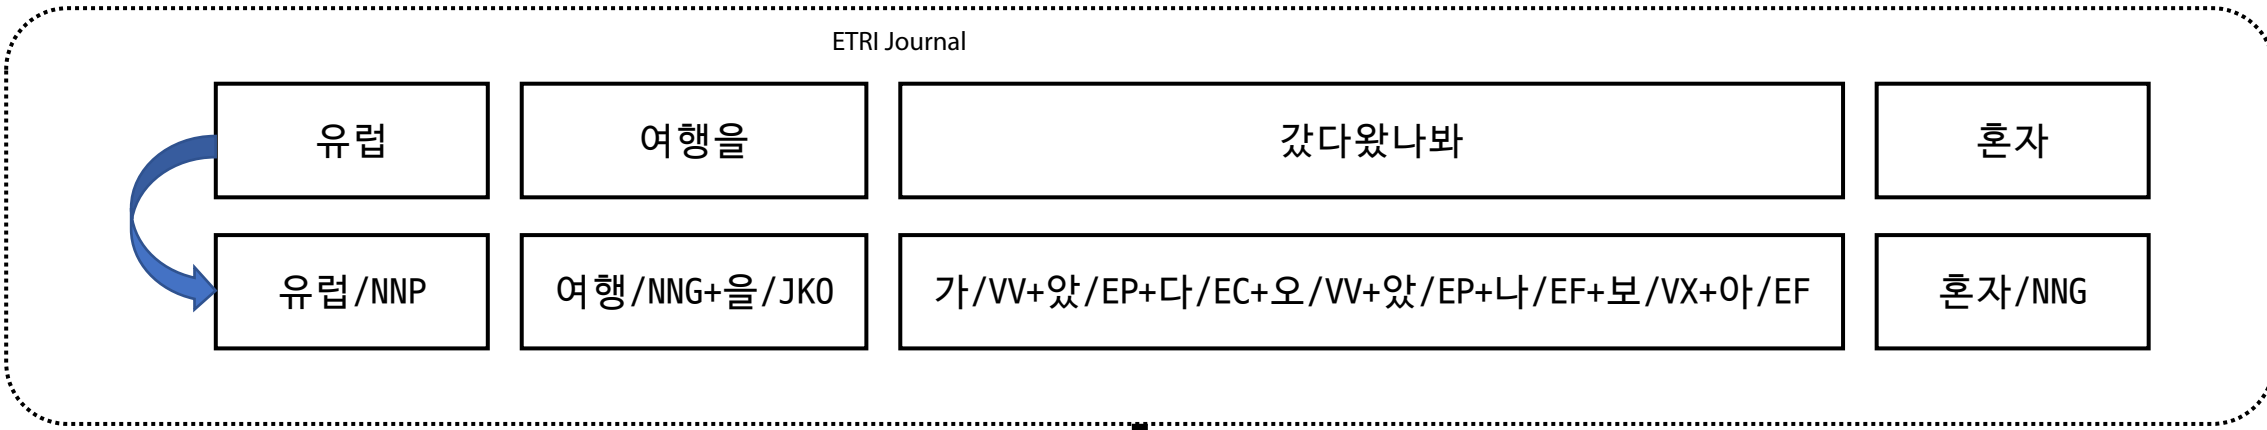 ETRI Journal
유럽 여행을 갔다왔나봐 혼자
유럽/NNP 여행/NNG+을/JKO 가/VV+았/EP+다/EC+오/VV+았/EP+나/EF+보/VX+아/EF 혼자/NNG